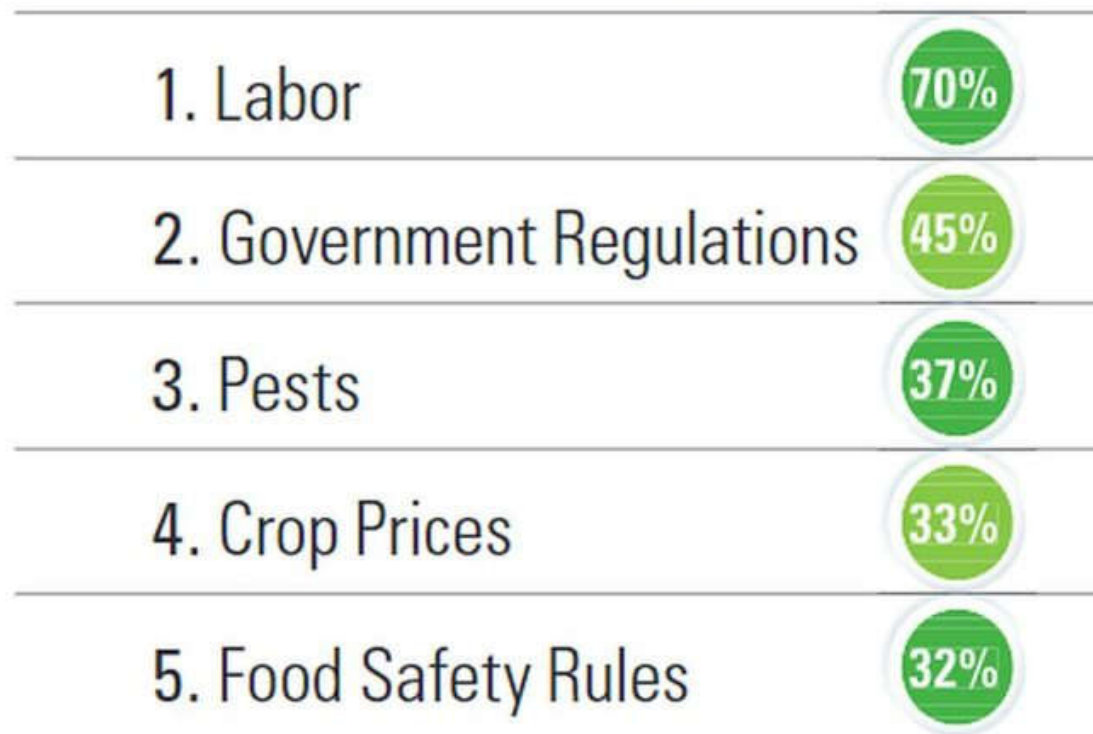 1. Labor 70%
2. Government Regulations 45%
3. Pests 37%
4. Crop Prices 33%
5. Food Safety Rules 32%